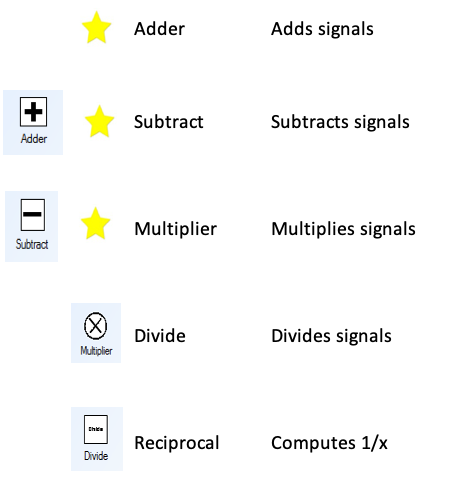 Adder Adds signals
Adder
Subtract Subtracts signals
Subtract
Multiplier Multiplies signals
Multiplier
Divide Divides signals
Divide
Divide
Reciprocal Computes 1/x